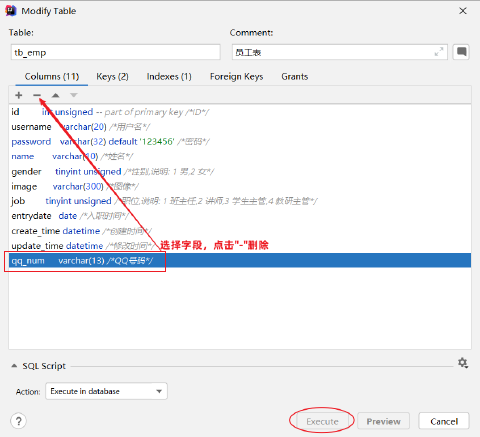 Modify Table
Table:
Comment:
tb_emp
员工表
Columns (11)
Keys (2)
Indexes (1)
Foreign Keys
Grants
id int unsigned -- part of primary key /*ID*/
username varchar(20) /*用户名*/
password varchar(32) default '123456' /*密码*/
name varchar(10) /*姓名*/
gender tinyint unsigned /*性别,说明: 1 男,2 女*/
image varchar(300) /*图像*/
job tinyint unsigned /*职位,说明: 1 班主任,2 讲师,3 学生主管,4 教研主管*/
entrydate date /*入职时间*/
create_time datetime /*创建时间*/
update_time datetime /*修改时间*/
选择字段，点击"-"删除
qq_num varchar(13) /*QQ号码*/
SQL Script
Action:
Execute in database
?
Execute
Preview
Cancel